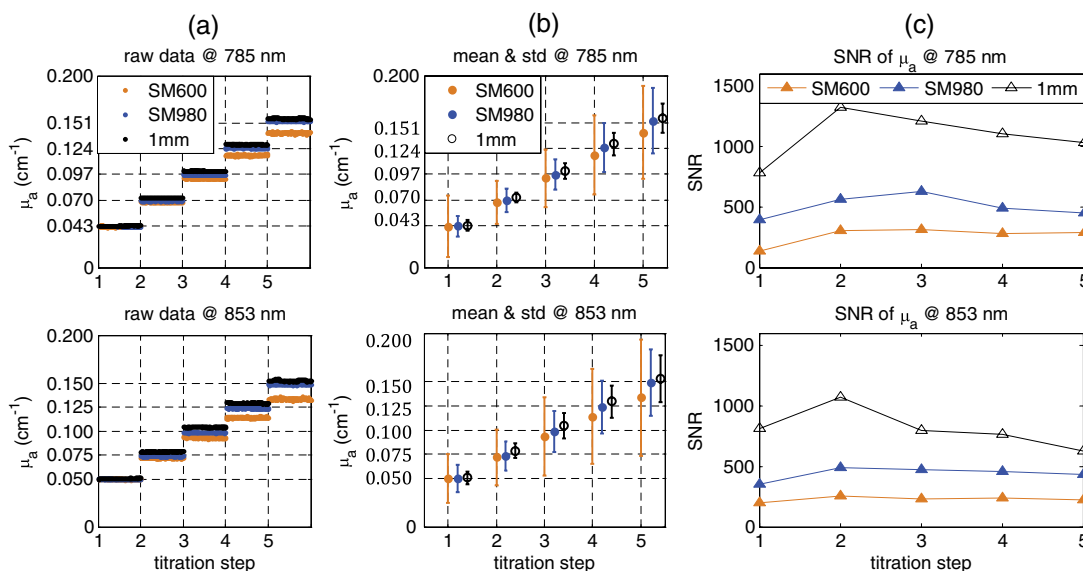 (a)
(b)
(c)
raw data @ 785 nm
mean & std @ 785 nm
SNR of μa @ 785 nm
0.200
0.151
0.124
0.097
0.070
0.043
0
μa (cm⁻¹)
SM600
SM980
1mm
1 2 3 4 5
0.200
0.151
0.124
0.097
0.070
0.043
0
μa (cm⁻¹)
SM600
SM980
1mm
1 2 3 4 5
1500
1000
500
0
SNR
SM600 SM980 1mm
1 2 3 4 5
raw data @ 853 nm
mean & std @ 853 nm
SNR of μa @ 853 nm
0.200
0.150
0.125
0.100
0.075
0.050
0
μa (cm⁻¹)
1 2 3 4 5
titration step
0.200
0.150
0.125
0.100
0.075
0.050
0
μa (cm⁻¹)
1 2 3 4 5
titration step
1500
1000
500
0
SNR
1 2 3 4 5
titration step